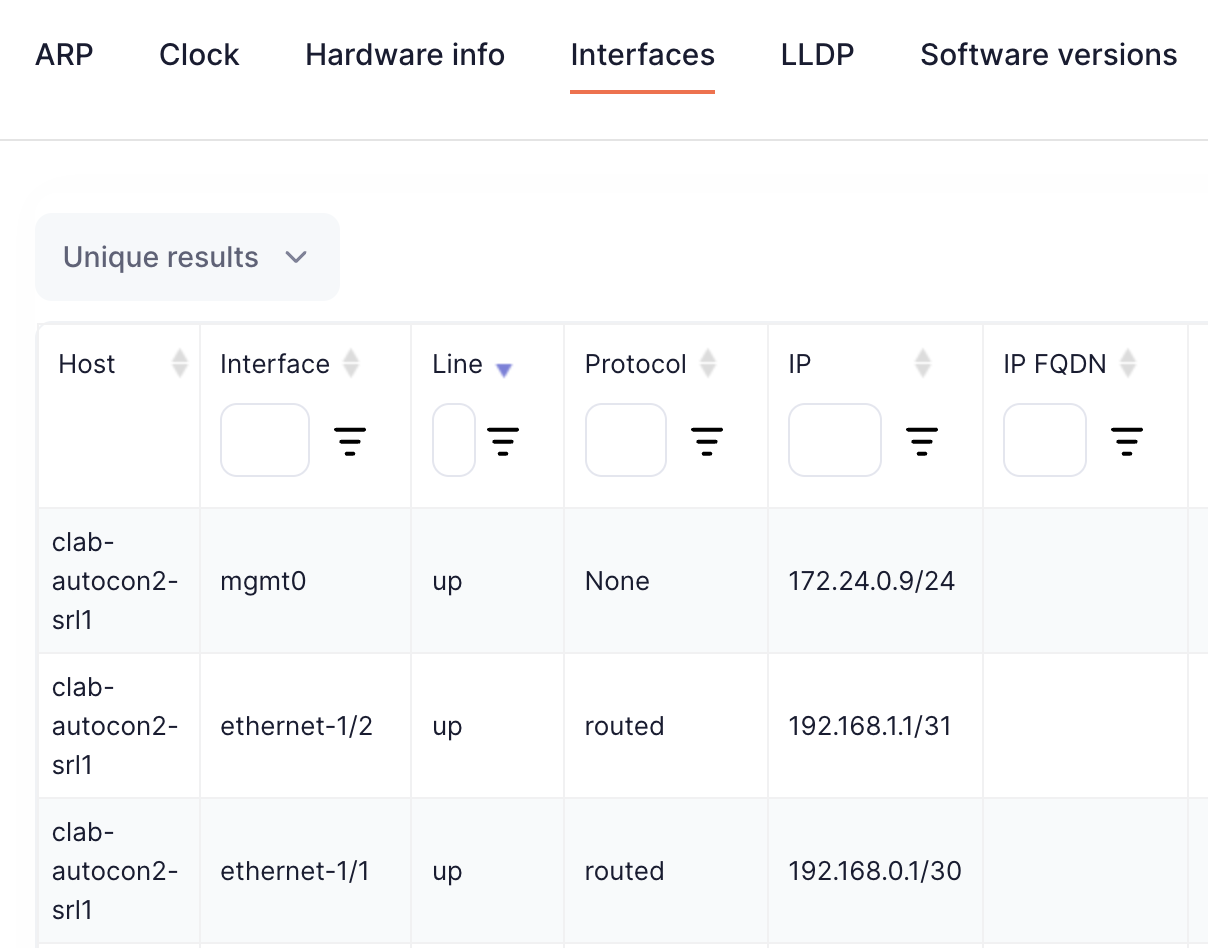 ARP Clock Hardware info Interfaces LLDP Software versions
Unique results
Host Interface Line Protocol IP IP FQDN
clab-
autocon2- mgmt0 up None 172.24.0.9/24
srl1
clab-
autocon2- ethernet-1/2 up routed 192.168.1.1/31
srl1
clab-
autocon2- ethernet-1/1 up routed 192.168.0.1/30
srl1